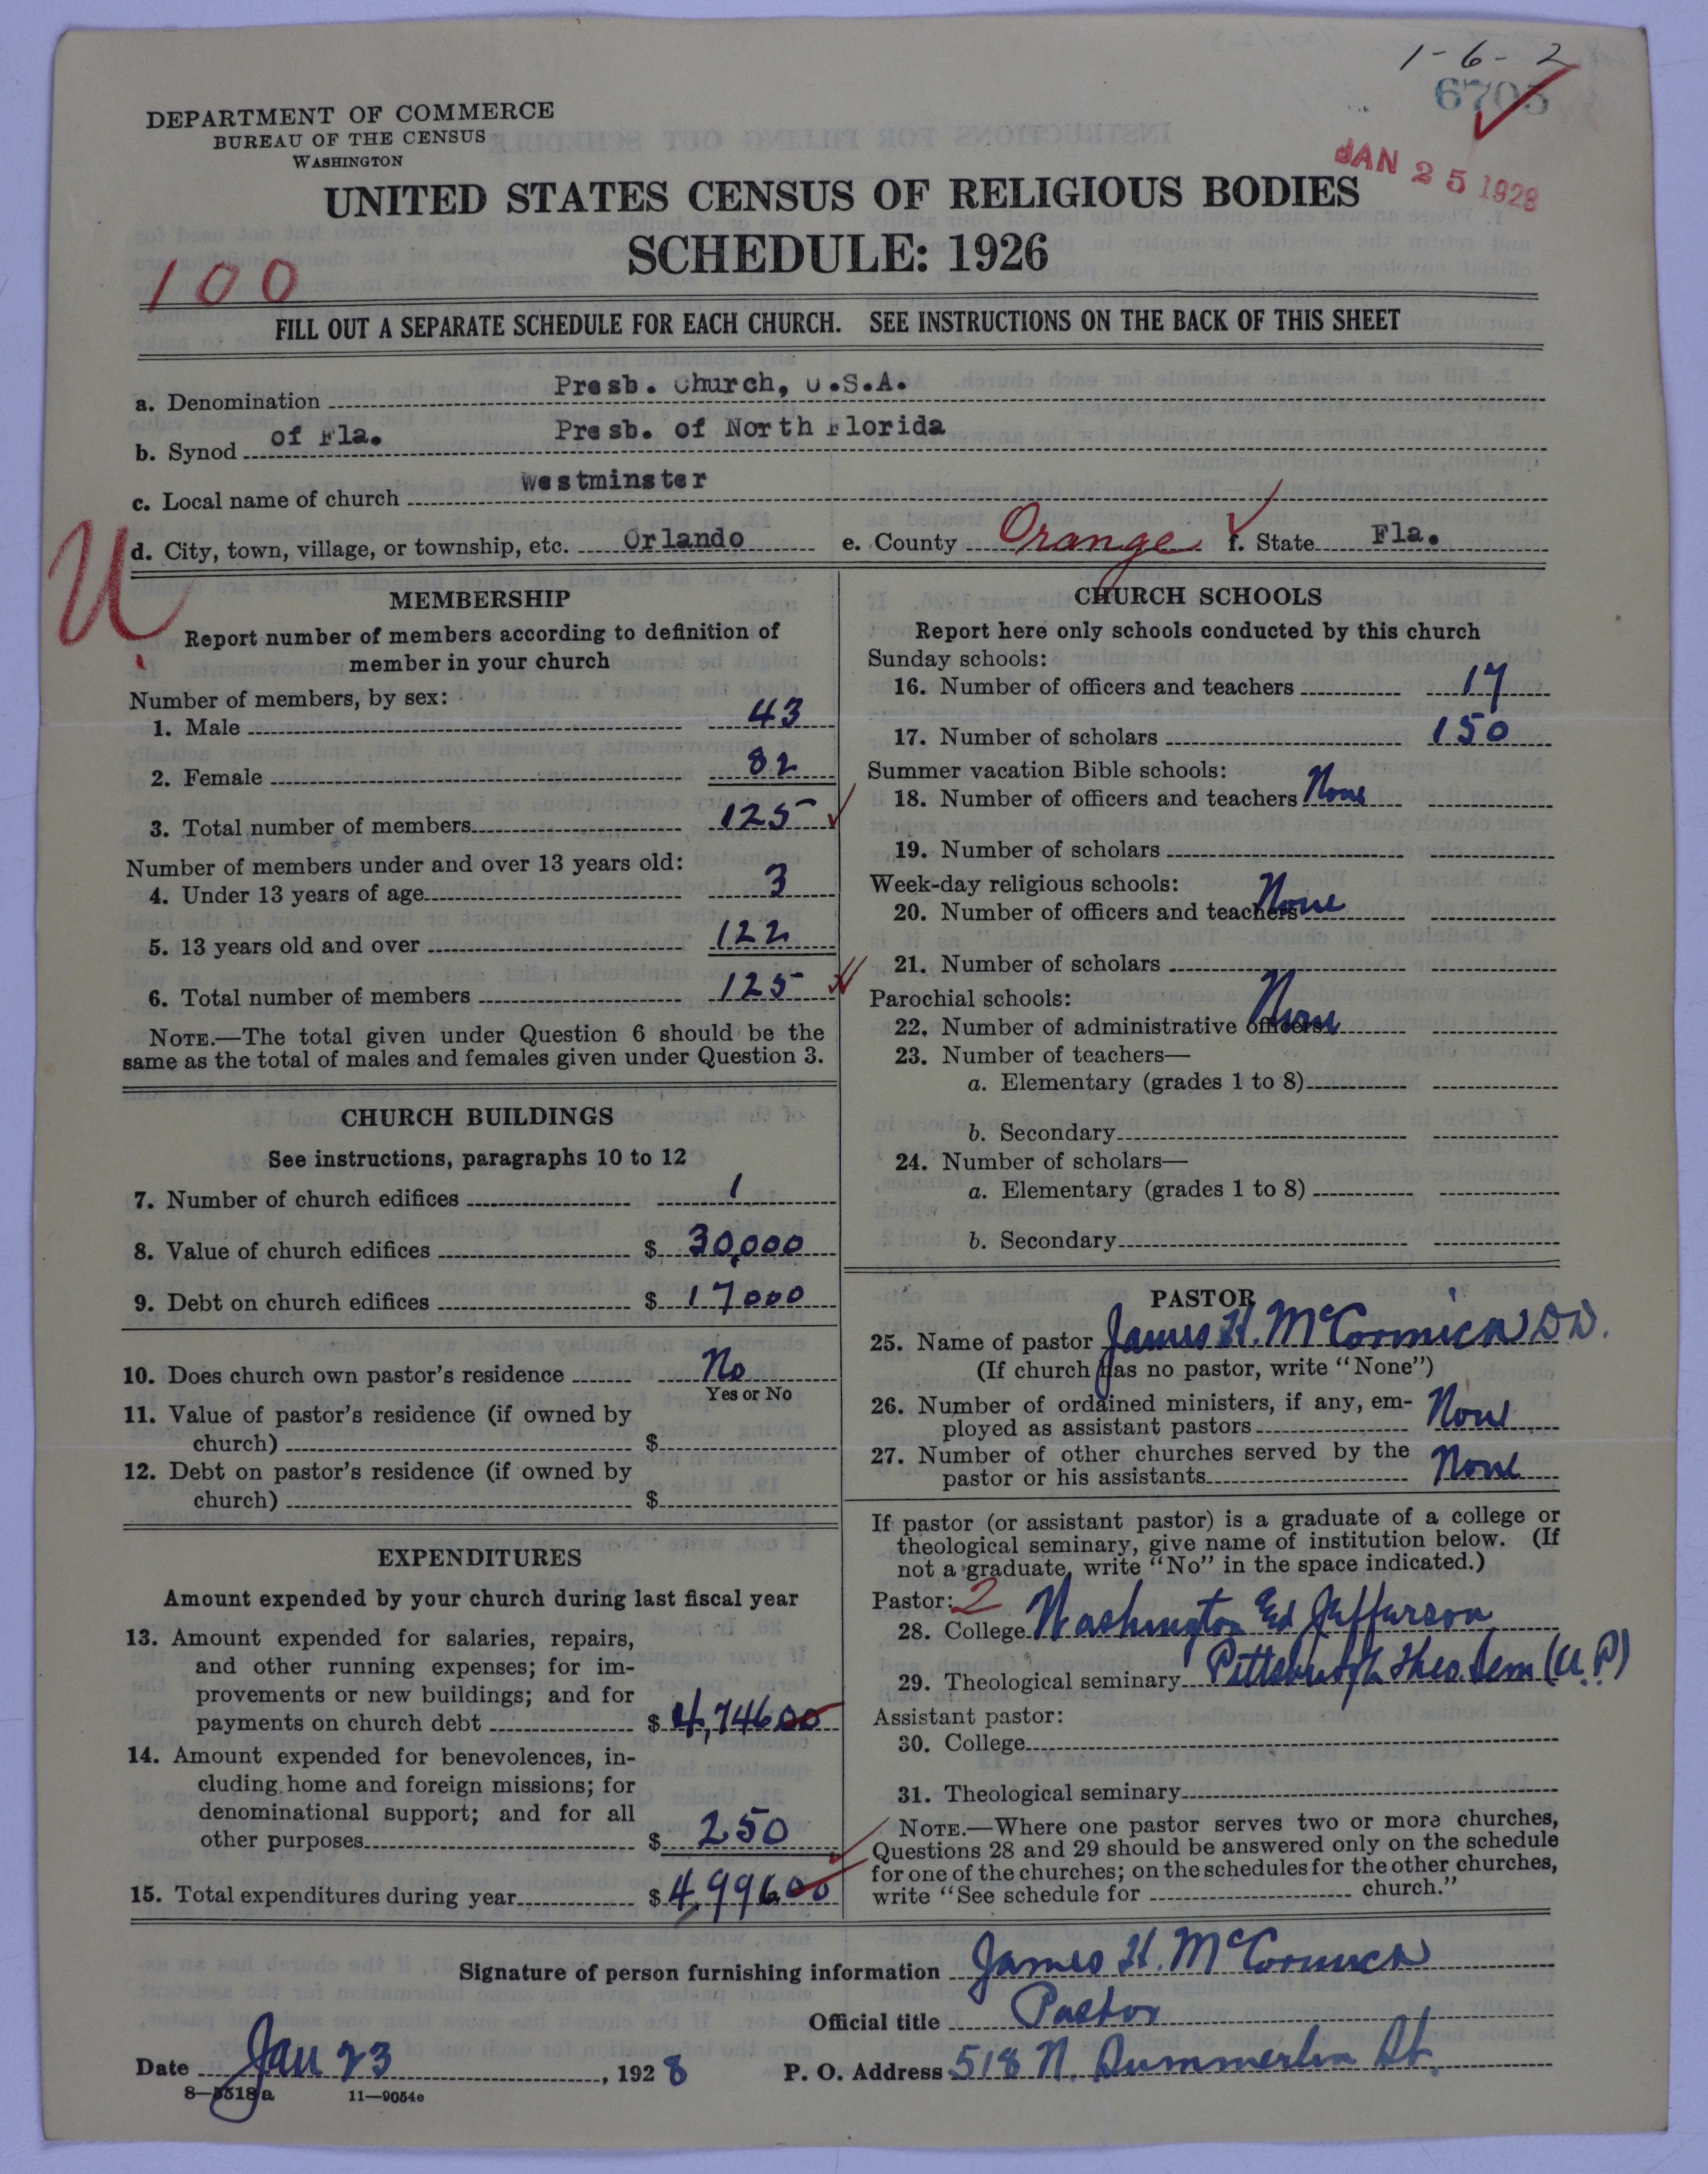 1-6-2
6703
JAN 25 1928
DEPARTMENT OF COMMERCE
BUREAU OF THE CENSUS
WASHINGTON
UNITED STATES CENSUS OF RELIGIOUS BODIES
SCHEDULE: 1926
100
FILL OUT A SEPARATE SCHEDULE FOR EACH CHURCH. SEE INSTRUCTIONS ON THE BACK OF THIS SHEET
a. Denomination Presb. Church, U.S.A.
b. Synod of Fla. Presb. of North Florida
c. Local name of church Westminster
d. City, town, village, or township, etc. Orlando e. County Orange f. State Fla.
U
MEMBERSHIP
Report number of members according to definition of
member in your church
Number of members, by sex:
1. Male 43
2. Female 82
3. Total number of members 125
Number of members under and over 13 years old:
4. Under 13 years of age 3
5. 13 years old and over 122
6. Total number of members 125
NOTE.—The total given under Question 6 should be the
same as the total of males and females given under Question 3.
CHURCH BUILDINGS
See instructions, paragraphs 10 to 12
7. Number of church edifices 1
8. Value of church edifices $ 30,000
9. Debt on church edifices $ 17000
10. Does church own pastor's residence No
Yes or No
11. Value of pastor's residence (if owned by
church) $
12. Debt on pastor's residence (if owned by
church) $
EXPENDITURES
Amount expended by your church during last fiscal year
13. Amount expended for salaries, repairs,
and other running expenses; for im-
provements or new buildings; and for
payments on church debt $ 4,746 00
14. Amount expended for benevolences, in-
cluding home and foreign missions; for
denominational support; and for all
other purposes $ 250
15. Total expenditures during year $ 4,996 00
CHURCH SCHOOLS
Report here only schools conducted by this church
Sunday schools:
16. Number of officers and teachers 17
17. Number of scholars 150
Summer vacation Bible schools:
18. Number of officers and teachers None
19. Number of scholars
Week-day religious schools:
20. Number of officers and teachers None
21. Number of scholars
Parochial schools:
22. Number of administrative officers None
23. Number of teachers—
a. Elementary (grades 1 to 8)
b. Secondary
24. Number of scholars—
a. Elementary (grades 1 to 8)
b. Secondary
PASTOR
25. Name of pastor James H. McCormick DD.
(If church has no pastor, write "None")
26. Number of ordained ministers, if any, em-
ployed as assistant pastors None
27. Number of other churches served by the
pastor or his assistants None
If pastor (or assistant pastor) is a graduate of a college or
theological seminary, give name of institution below. (If
not a graduate, write "No" in the space indicated.)
Pastor: 2
28. College Washington Ed Jefferson
29. Theological seminary Pittsburgh Theo. Sem (U.P)
Assistant pastor:
30. College
31. Theological seminary
NOTE.—Where one pastor serves two or more churches,
Questions 28 and 29 should be answered only on the schedule
for one of the churches; on the schedules for the other churches,
write "See schedule for church."
Signature of person furnishing information James H. McCormick
Official title Pastor
Date Jan 23, 1928 P. O. Address 518 N. Summerlin St.
8—5518a 11—9054e